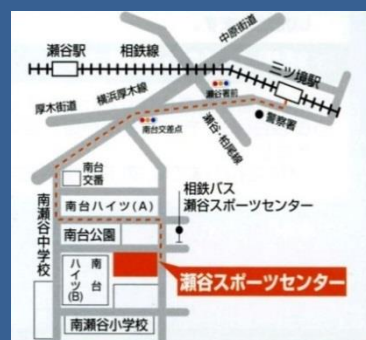 中原街道
瀬谷駅
相鉄線
三ツ境駅
厚木街道
横浜厚木線
瀬谷署前
警察署
南台交差点
瀬谷・柏尾線
南台
交番
相鉄バス
瀬谷スポーツセンター
南台ハイツ(A)
南瀬谷中学校
南台公園
南台
ハイツ(B)
瀬谷スポーツセンター
南瀬谷小学校